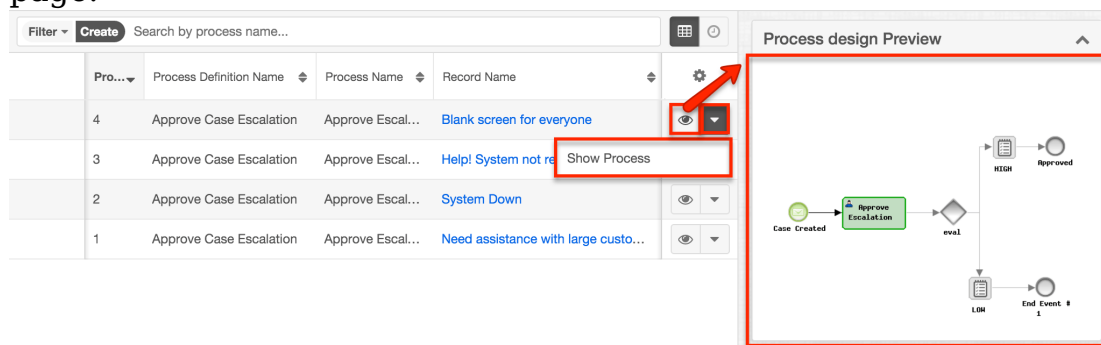 page.
Filter Create Search by process name...
Process design Preview
Pro... Process Definition Name Process Name Record Name
4 Approve Case Escalation Approve Escal... Blank screen for everyone
3 Approve Case Escalation Approve Escal... Help! System not re
Show Process
2 Approve Case Escalation Approve Escal... System Down
1 Approve Case Escalation Approve Escal... Need assistance with large custo...
HIGH
Approved
Case Created
Approve
Escalation
eval
LOW
End Event #
1